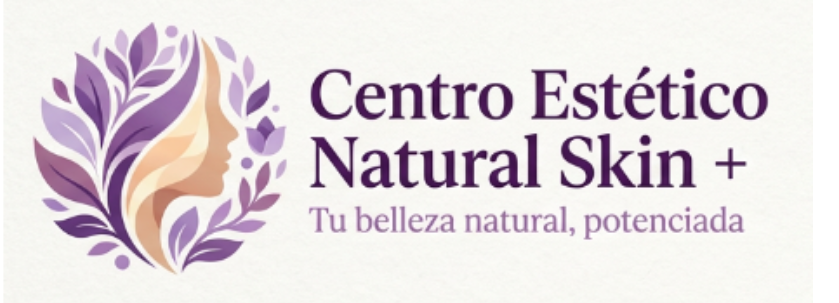 Centro Estético
Natural Skin +
Tu belleza natural, potenciada